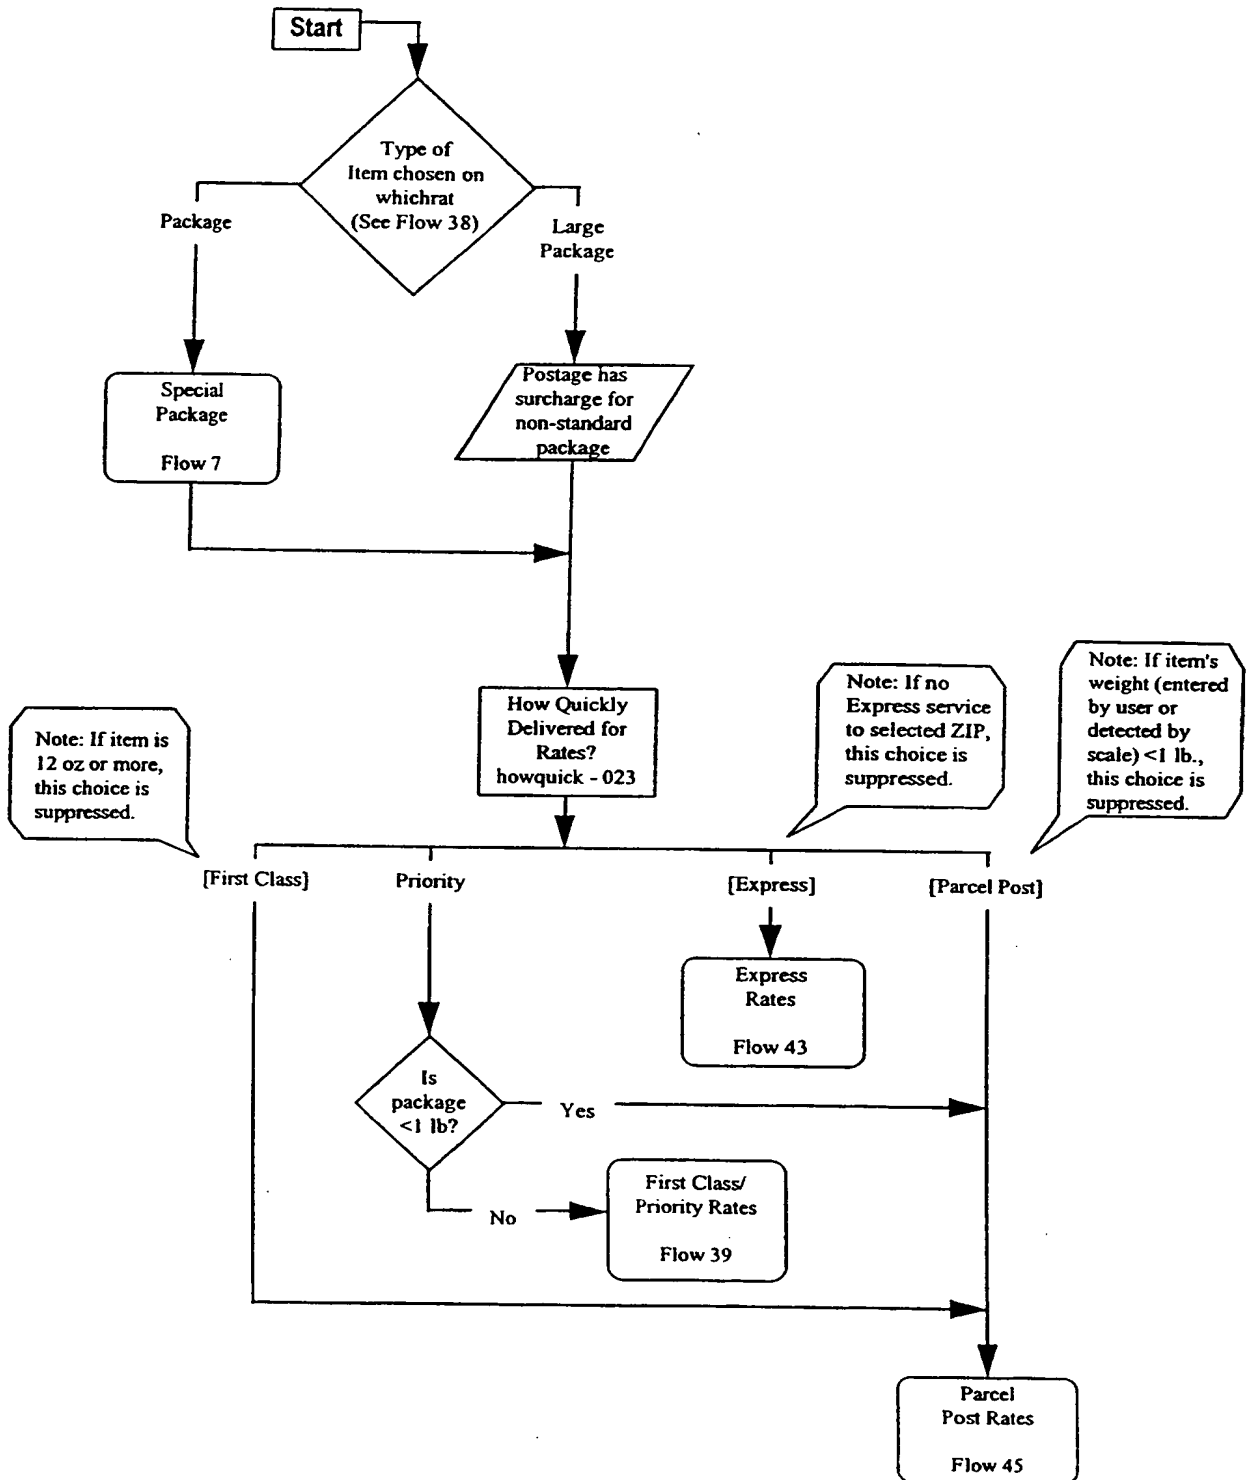 Start
Type of
Item chosen on
whichrat
(See Flow 38)
Package
Large
Package
Special
Package
Flow 7
Postage has
surcharge for
non-standard
package
How Quickly
Delivered for
Rates?
howquick - 023
Note: If item is
12 oz or more,
this choice is
suppressed.
Note: If no
Express service
to selected ZIP,
this choice is
suppressed.
Note: If item's
weight (entered
by user or
detected by
scale) <1 lb.,
this choice is
suppressed.
[First Class]
Priority
[Express]
[Parcel Post]
Express
Rates
Flow 43
Is
package
<1 lb?
Yes
No
First Class/
Priority Rates
Flow 39
Parcel
Post Rates
Flow 45